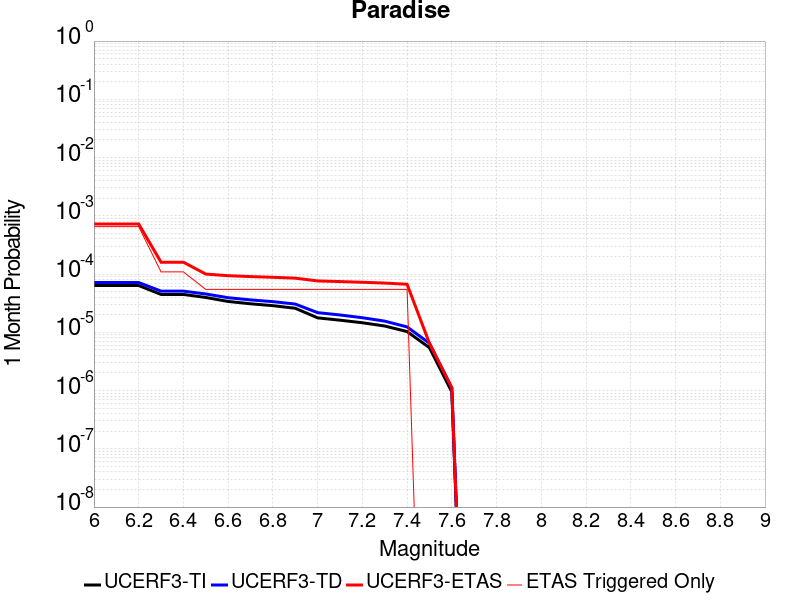 Paradise
1 Month Probability
10^0
10^-1
10^-2
10^-3
10^-4
10^-5
10^-6
10^-7
10^-8
6 6.2 6.4 6.6 6.8 7 7.2 7.4 7.6 7.8 8 8.2 8.4 8.6 8.8 9
Magnitude
UCERF3-TI UCERF3-TD UCERF3-ETAS ETAS Triggered Only